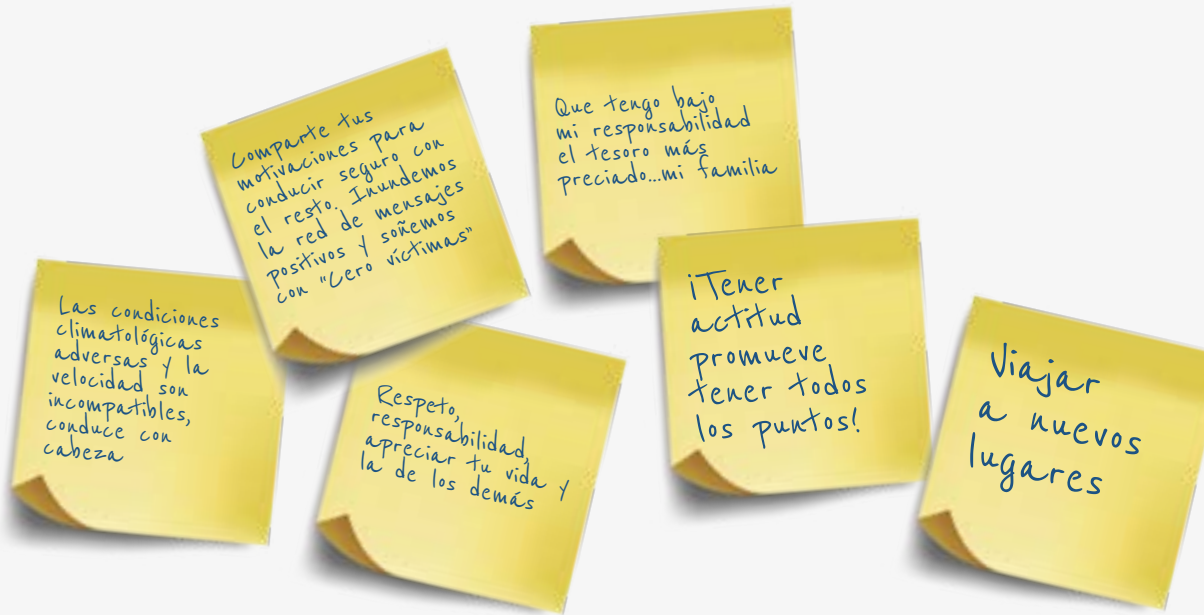 Comparte tus
motivaciones para
conducir seguro con
el resto. Inundemos
la red de mensajes
positivos y soñemos
con "Cero víctimas"
Que tengo bajo
mi responsabilidad
el tesoro más
preciado...mi familia
Las condiciones
climatológicas
adversas y la
velocidad son
incompatibles,
conduce con
cabeza
Respeto,
responsabilidad,
apreciar tu vida y
la de los demás
¡Tener
actitud
promueve
tener todos
los puntos!
Viajar
a nuevos
lugares